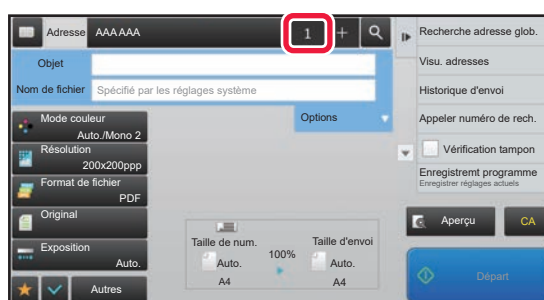 Adresse AAA AAA 1
Objet
Nom de fichier Spécifié par les réglages système
Options
Mode couleur
Auto./Mono 2
Résolution
200x200ppp
Format de fichier
PDF
Original
Exposition
Auto.
Autres
Taille de num.
Auto.
A4
100%
Taille d'envoi
Auto.
A4
Recherche adresse glob.
Visu. adresses
Historique d'envoi
Appeler numéro de rech.
Vérification tampon
Enregistremt programme
Enregistrer réglages actuels
Aperçu
CA
Départ